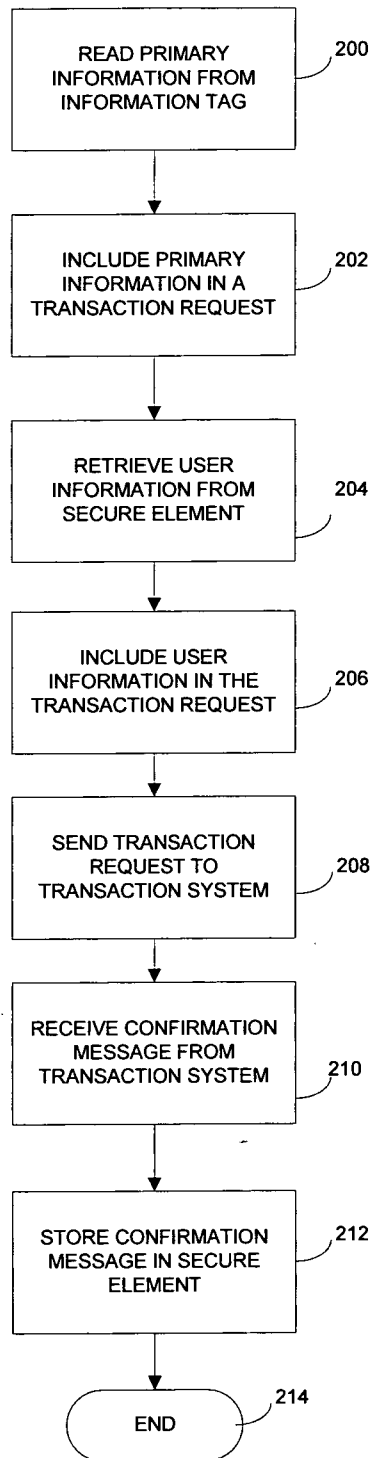 READ PRIMARY
INFORMATION FROM
INFORMATION TAG
200
INCLUDE PRIMARY
INFORMATION IN A
TRANSACTION REQUEST
202
RETRIEVE USER
INFORMATION FROM
SECURE ELEMENT
204
INCLUDE USER
INFORMATION IN THE
TRANSACTION REQUEST
206
SEND TRANSACTION
REQUEST TO
TRANSACTION SYSTEM
208
RECEIVE CONFIRMATION
MESSAGE FROM
TRANSACTION SYSTEM
210
STORE CONFIRMATION
MESSAGE IN SECURE
ELEMENT
212
END
214